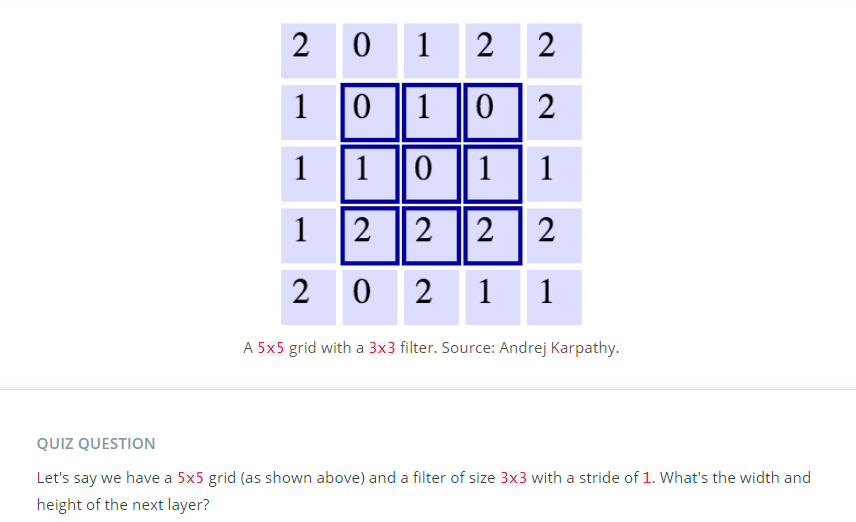 2 0 1 2 2
1 0 1 0 2
1 1 0 1 1
1 2 2 2 2
2 0 2 1 1
A 5x5 grid with a 3x3 filter. Source: Andrej Karpathy.
QUIZ QUESTION
Let's say we have a 5x5 grid (as shown above) and a filter of size 3x3 with a stride of 1. What's the width and
height of the next layer?